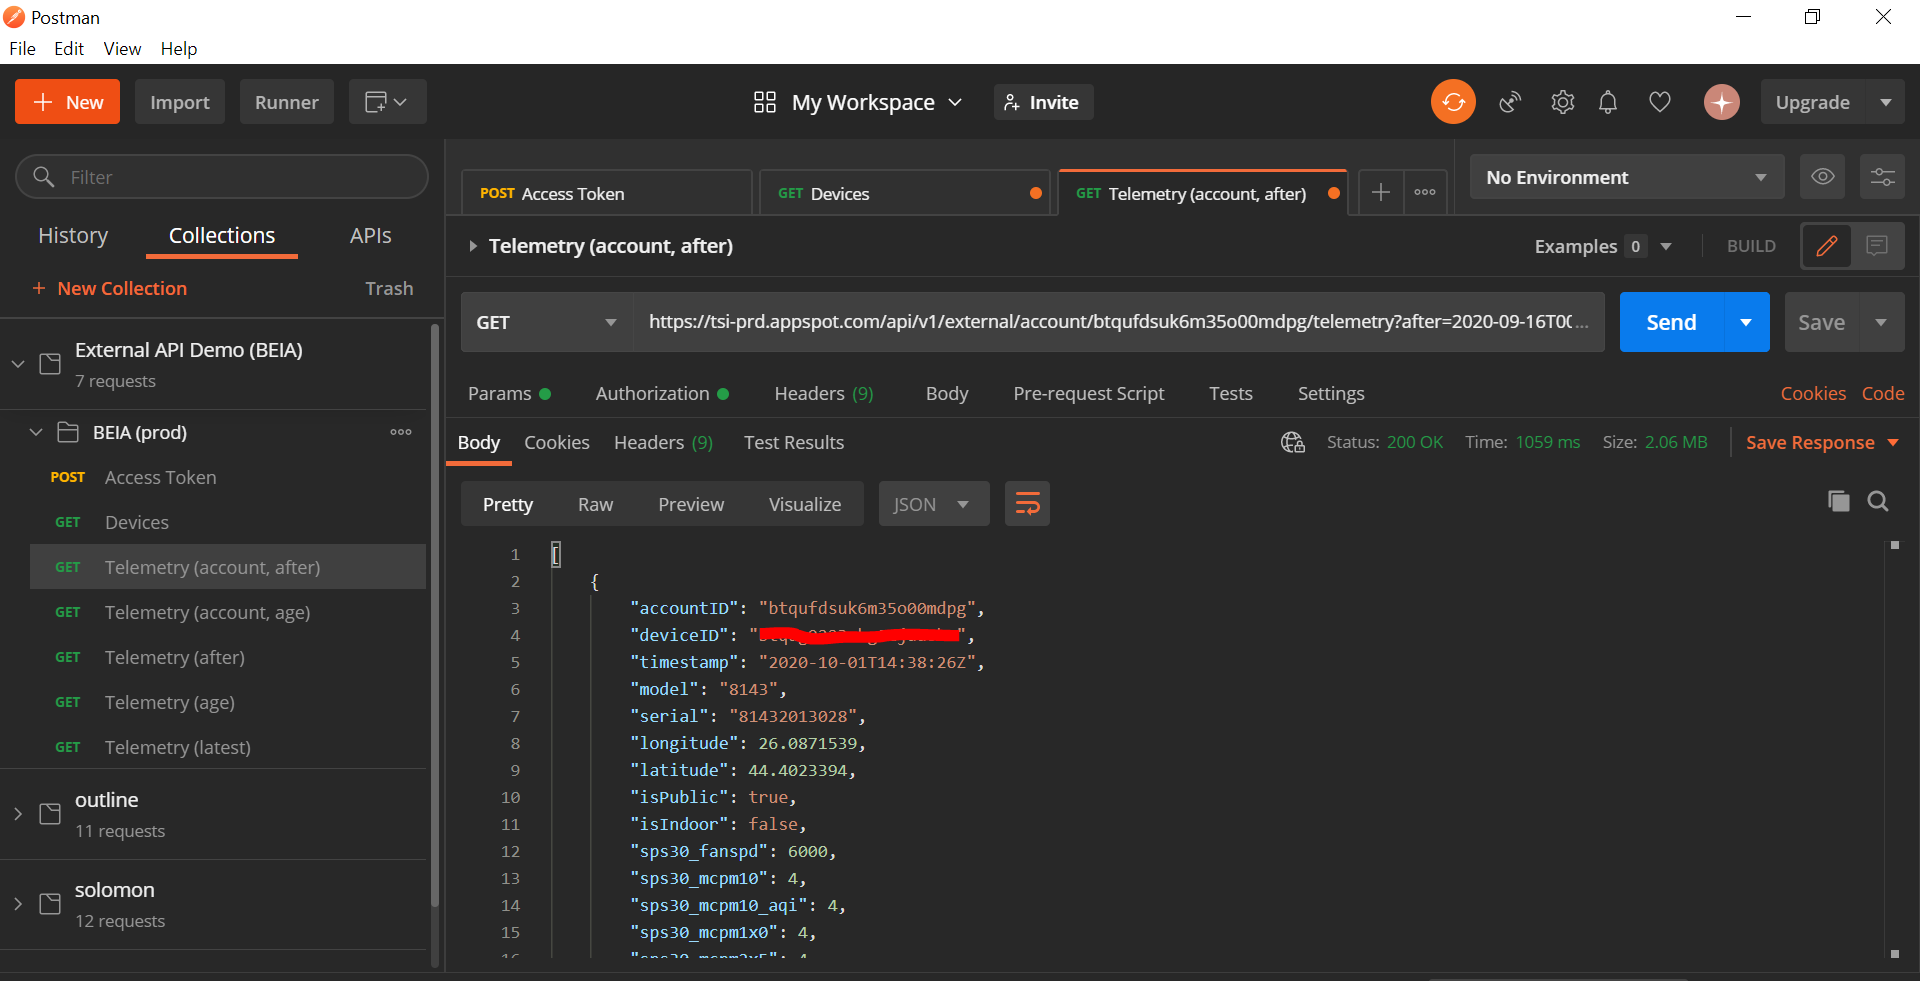 Postman
File Edit View Help
+ New Import Runner
My Workspace Invite
Upgrade
Filter
History Collections APIs
+ New Collection Trash
External API Demo (BEIA)
7 requests
BEIA (prod)
POST Access Token
GET Devices
GET Telemetry (account, after)
GET Telemetry (account, age)
GET Telemetry (after)
GET Telemetry (age)
GET Telemetry (latest)
outline
11 requests
solomon
12 requests
POST Access Token
GET Devices
GET Telemetry (account, after)
No Environment
Telemetry (account, after)
Examples 0 BUILD
GET https://tsi-prd.appspot.com/api/v1/external/account/btqufdsuk6m35o00mdpg/telemetry?after=2020-09-16T0(...
Send Save
Params Authorization Headers (9) Body Pre-request Script Tests Settings Cookies Code
Body Cookies Headers (9) Test Results Status: 200 OK Time: 1059 ms Size: 2.06 MB Save Response
Pretty Raw Preview Visualize JSON
1 [
2 {
3 "accountID": "btqufdsuk6m35o00mdpg",
4 "deviceID": "
",
5 "timestamp": "2020-10-01T14:38:26Z",
6 "model": "8143",
7 "serial": "81432013028",
8 "longitude": 26.0871539,
9 "latitude": 44.4023394,
10 "isPublic": true,
11 "isIndoor": false,
12 "sps30_fanspd": 6000,
13 "sps30_mcpm10": 4,
14 "sps30_mcpm10_aqi": 4,
15 "sps30_mcpm1x0": 4,